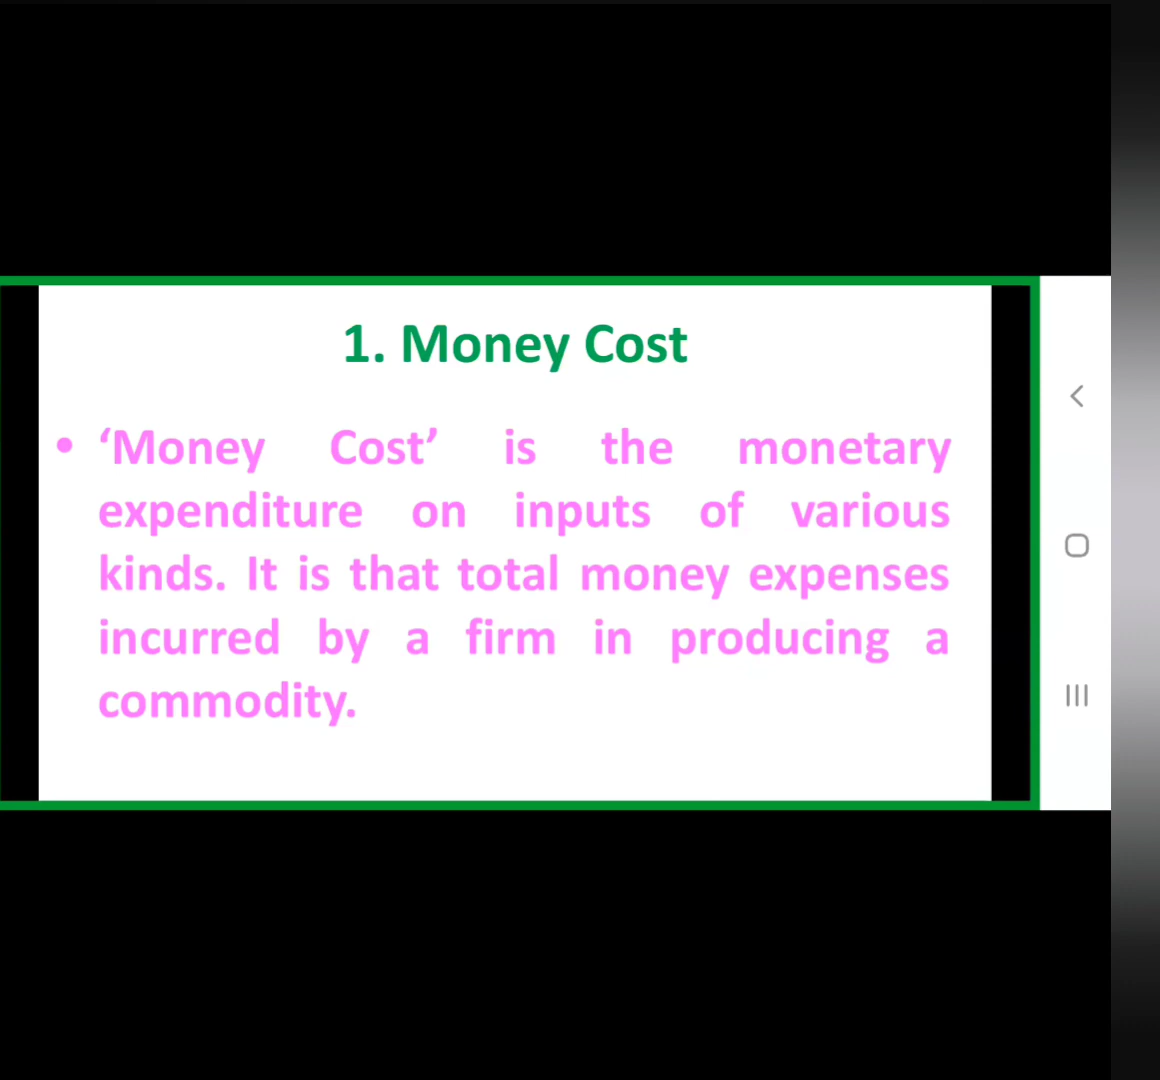 1. Money Cost
• ‘Money Cost’ is the monetary
expenditure on inputs of various
kinds. It is that total money expenses
incurred by a firm in producing a
commodity.